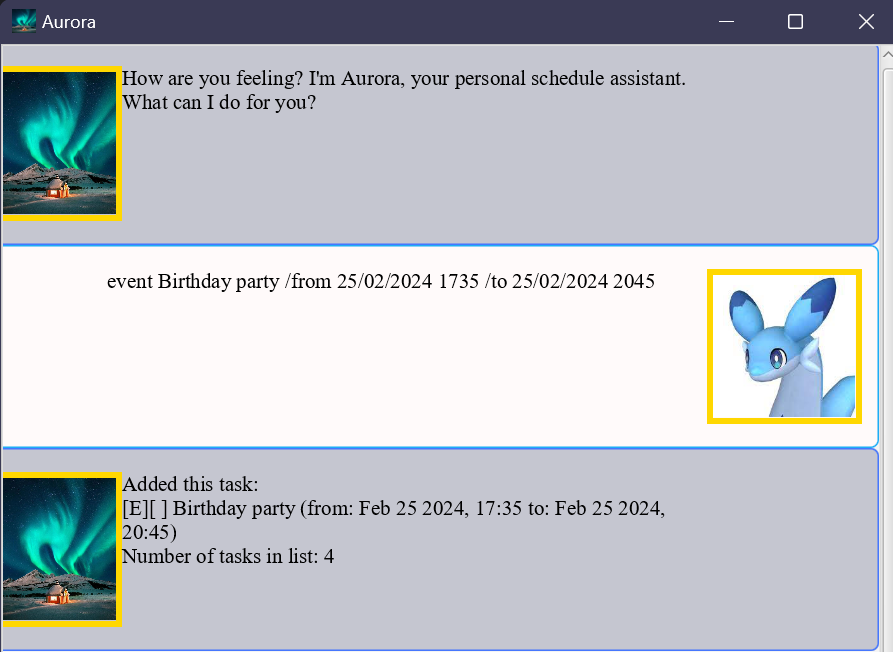 Aurora
How are you feeling? I'm Aurora, your personal schedule assistant.
What can I do for you?
event Birthday party /from 25/02/2024 1735 /to 25/02/2024 2045
Added this task:
[E][ ] Birthday party (from: Feb 25 2024, 17:35 to: Feb 25 2024,
20:45)
Number of tasks in list: 4